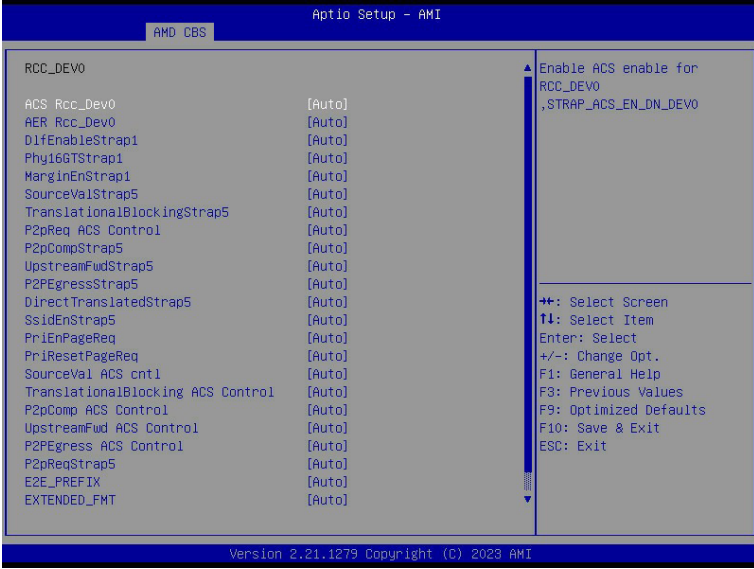 Aptio Setup – AMI
AMD CBS
RCC_DEV0
ACS Rcc_Dev0 [Auto]
AER Rcc_Dev0 [Auto]
DlfEnableStrap1 [Auto]
Phy16GTStrap1 [Auto]
MarginEnStrap1 [Auto]
SourceValStrap5 [Auto]
TranslationalBlockingStrap5 [Auto]
P2pReq ACS Control [Auto]
P2pCompStrap5 [Auto]
UpstreamFwdStrap5 [Auto]
P2PEgressStrap5 [Auto]
DirectTranslatedStrap5 [Auto]
SsidEnStrap5 [Auto]
PriEnPageReq [Auto]
PriResetPageReq [Auto]
SourceVal ACS cntl [Auto]
TranslationalBlocking ACS Control [Auto]
P2pComp ACS Control [Auto]
UpstreamFwd ACS Control [Auto]
P2PEgress ACS Control [Auto]
P2pReqStrap5 [Auto]
E2E_PREFIX [Auto]
EXTENDED_FMT [Auto]
Enable ACS enable for
RCC_DEV0
,STRAP_ACS_EN_DN_DEV0
→←: Select Screen
↑↓: Select Item
Enter: Select
+/-: Change Opt.
F1: General Help
F3: Previous Values
F9: Optimized Defaults
F10: Save & Exit
ESC: Exit
Version 2.21.1279 Copyright (C) 2023 AMI